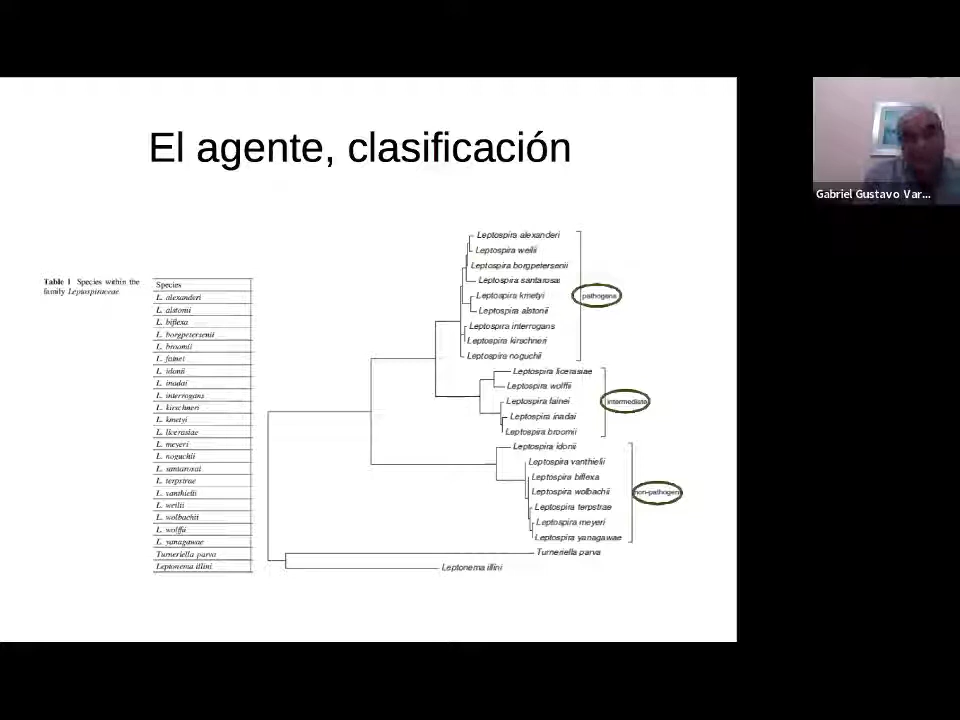 El agente, clasificación
Table 1 Species within the
family Leptospiraceae
Species
L. alexanderi
L. alstonii
L. biflexa
L. borgpetersenii
L. broomii
L. fainei
L. idonii
L. inadai
L. interrogans
L. kirschneri
L. kmetyi
L. licerasiae
L. meyeri
L. noguchii
L. santarosai
L. terpstrae
L. vanthielii
L. weilii
L. wolbachii
L. wolffii
L. yanagawae
Turneriella parva
Leptonema illini
Leptospira alexanderi
Leptospira weilii
Leptospira borgpetersenii
Leptospira santarosai
Leptospira kmetyi
Leptospira alstonii
Leptospira interrogans
Leptospira kirschneri
Leptospira noguchii
pathogens
Leptospira licerasiae
Leptospira wolffii
Leptospira fainei
Leptospira inadai
Leptospira broomii
intermediate
Leptospira idonii
Leptospira vanthielii
Leptospira biflexa
Leptospira wolbachii
Leptospira terpstrae
Leptospira meyeri
Leptospira yanagawae
non-pathogens
Turneriella parva
Leptonema illini
Gabriel Gustavo Var...